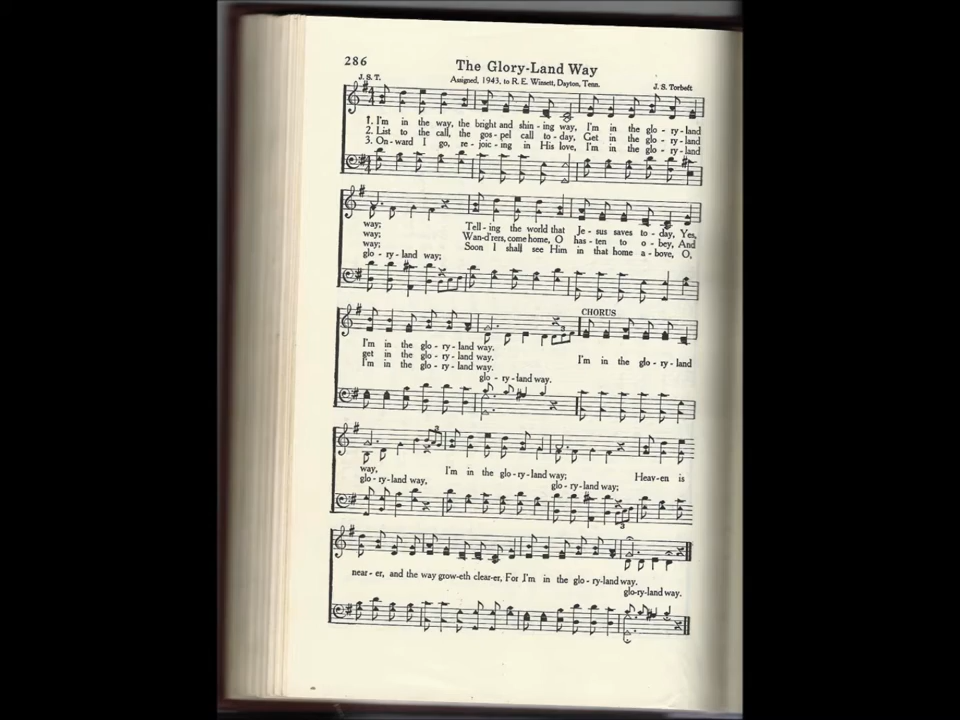 286
The Glory-Land Way
Assigned, 1943, to R. E. Winsett, Dayton, Tenn.
J. S. T.
J. S. Torbett
1. I'm in the way, the bright and shin - ing way, I'm in the glo - ry - land
2. List to the call, the gos - pel call to - day, Get in the glo - ry - land
3. On - ward I go, re - joic - ing in His love, I'm in the glo - ry - land
way; Tell - ing the world that Je - sus saves to - day, Yes,
way; Wand'rers, come home, O has - ten to o - bey, And
way; Soon I shall see Him in that home a - bove, O,
glo - ry - land way;
CHORUS
I'm in the glo - ry - land way.
get in the glo - ry - land way. I'm in the glo - ry - land
I'm in the glo - ry - land way.
glo - ry - land way.
way, I'm in the glo - ry - land way; Heav - en is
glo - ry - land way, glo - ry - land way;
near - er, and the way grow - eth clear - er, For I'm in the glo - ry - land way.
glo - ry - land way.